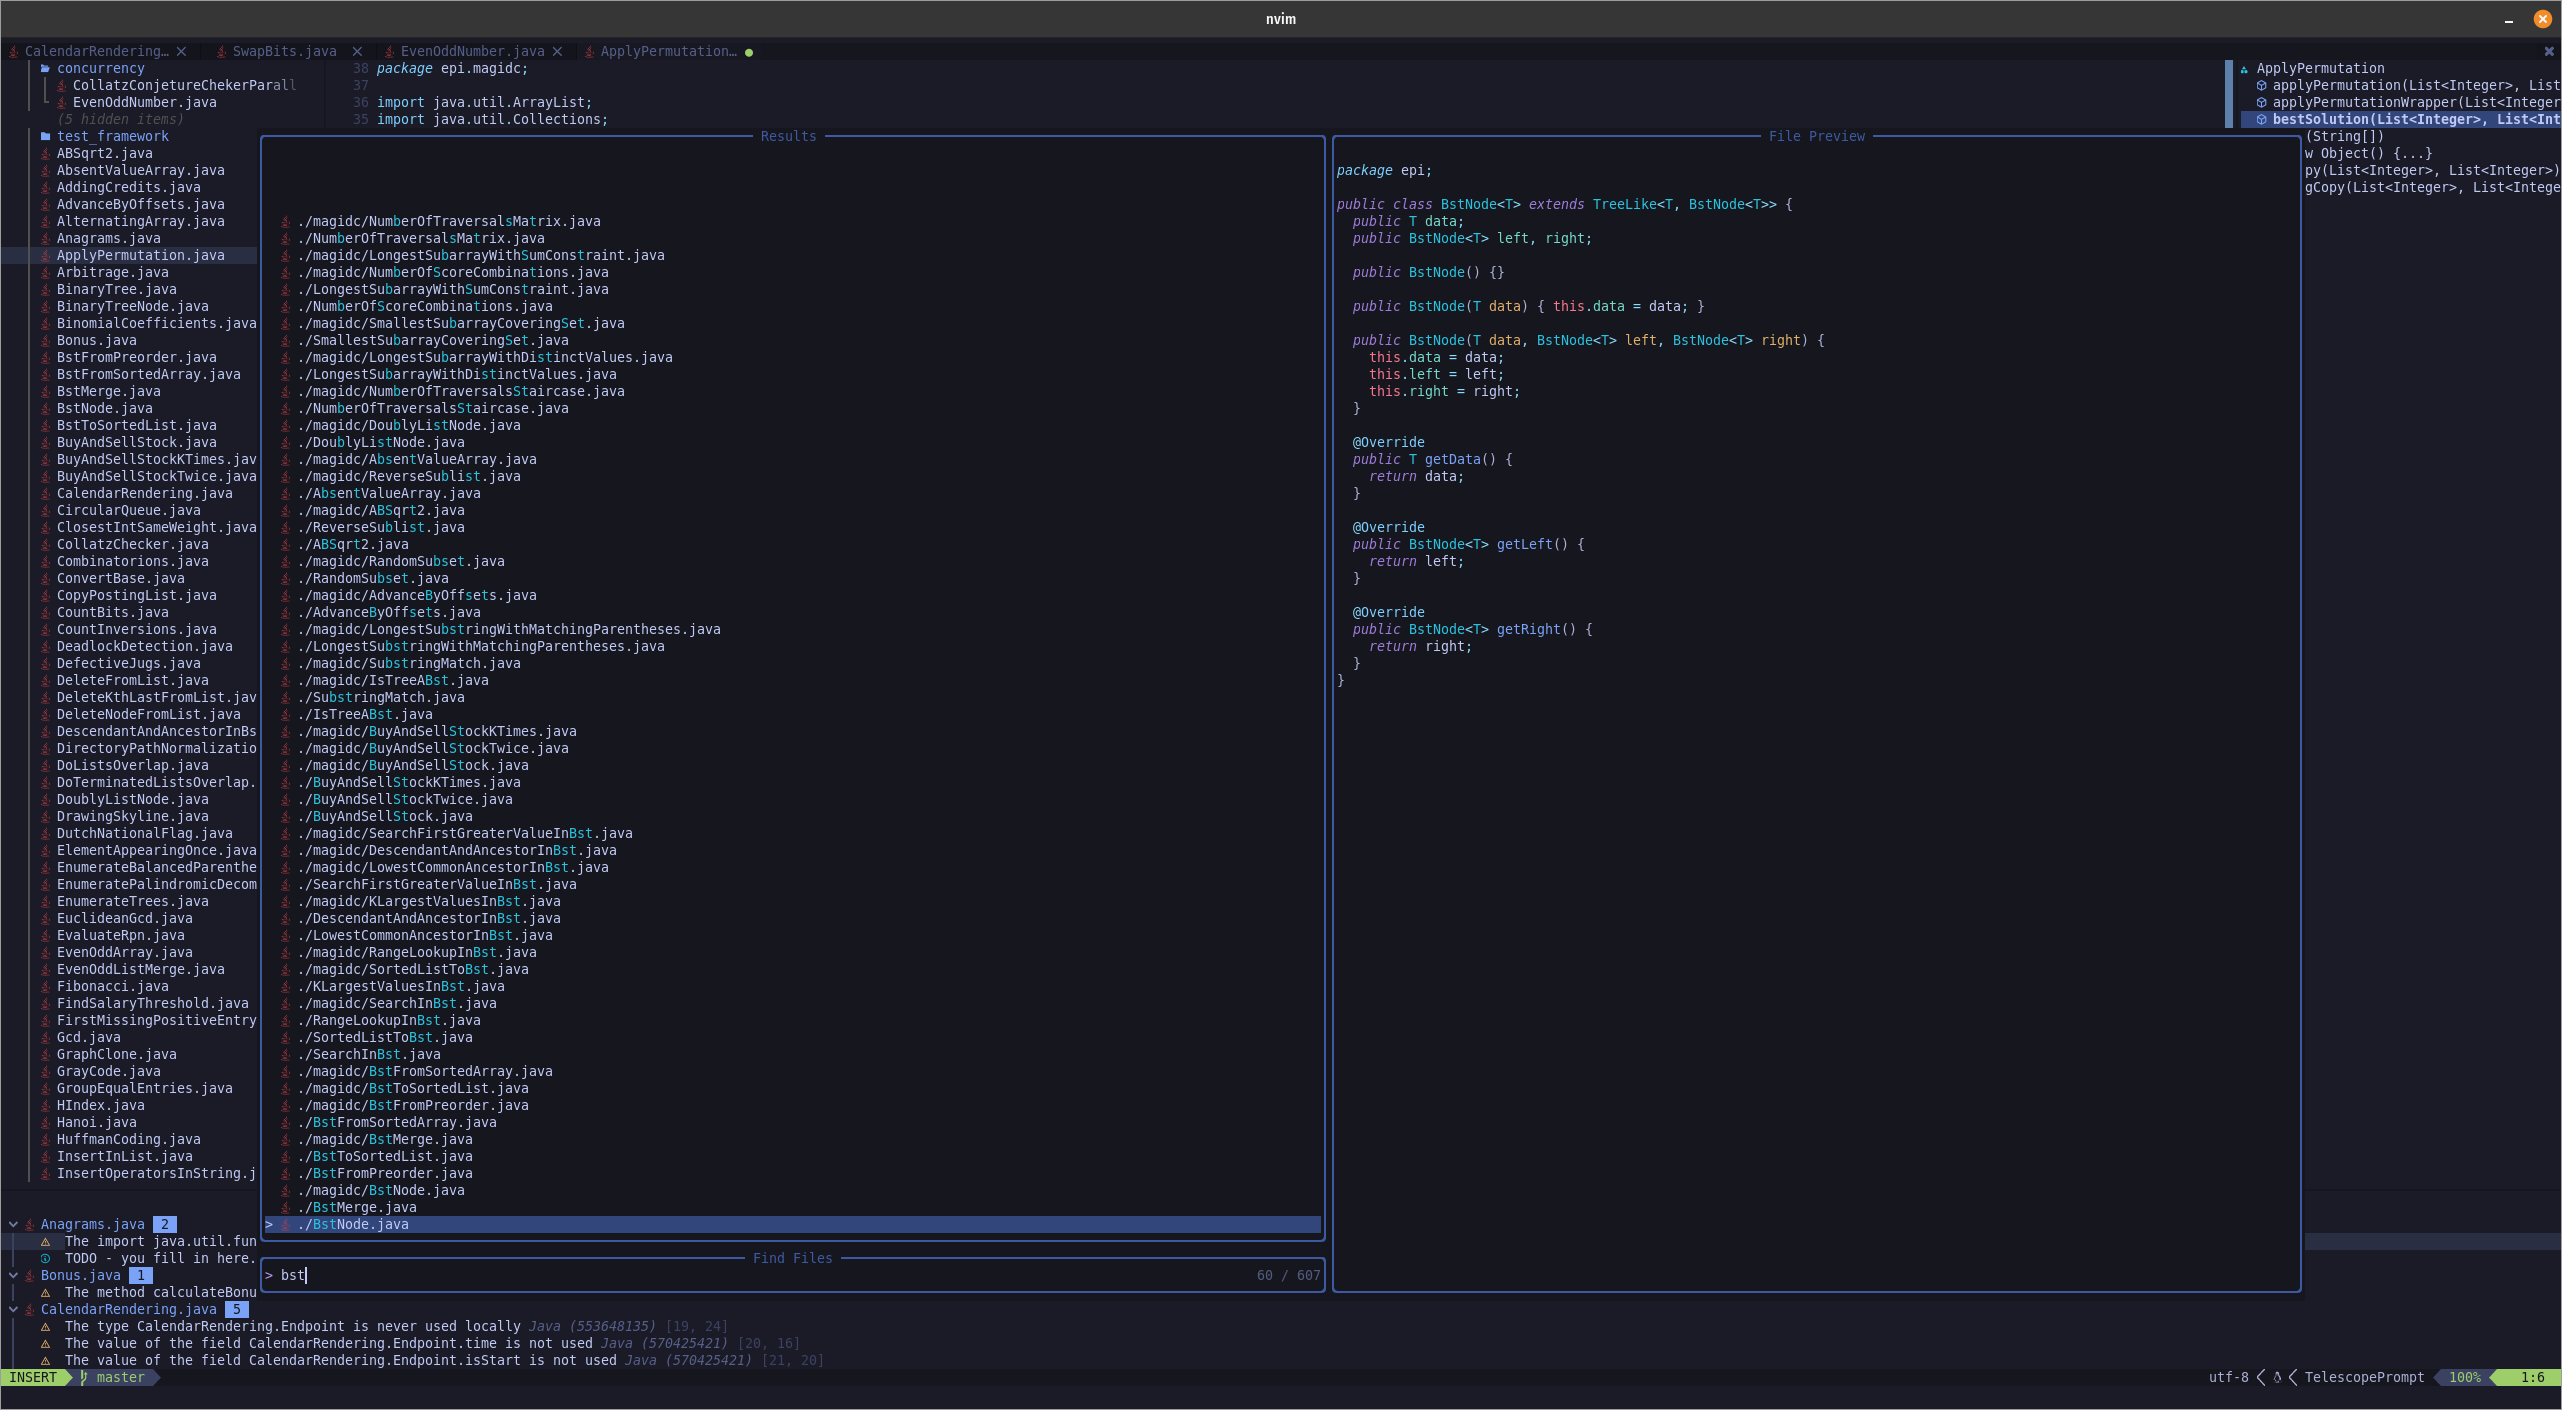 nvim
CalendarRendering…
SwapBits.java
EvenOddNumber.java
ApplyPermutation…
concurrency
CollatzConjetureChekerParall
EvenOddNumber.java
(5 hidden items)
test_framework
ABSqrt2.java
AbsentValueArray.java
AddingCredits.java
AdvanceByOffsets.java
AlternatingArray.java
Anagrams.java
ApplyPermutation.java
Arbitrage.java
BinaryTree.java
BinaryTreeNode.java
BinomialCoefficients.java
Bonus.java
BstFromPreorder.java
BstFromSortedArray.java
BstMerge.java
BstNode.java
BstToSortedList.java
BuyAndSellStock.java
BuyAndSellStockKTimes.jav
BuyAndSellStockTwice.java
CalendarRendering.java
CircularQueue.java
ClosestIntSameWeight.java
CollatzChecker.java
Combinatorions.java
ConvertBase.java
CopyPostingList.java
CountBits.java
CountInversions.java
DeadlockDetection.java
DefectiveJugs.java
DeleteFromList.java
DeleteKthLastFromList.jav
DeleteNodeFromList.java
DescendantAndAncestorInBs
DirectoryPathNormalizatio
DoListsOverlap.java
DoTerminatedListsOverlap.
DoublyListNode.java
DrawingSkyline.java
DutchNationalFlag.java
ElementAppearingOnce.java
EnumerateBalancedParenthe
EnumeratePalindromicDecom
EnumerateTrees.java
EuclideanGcd.java
EvaluateRpn.java
EvenOddArray.java
EvenOddListMerge.java
Fibonacci.java
FindSalaryThreshold.java
FirstMissingPositiveEntry
Gcd.java
GraphClone.java
GrayCode.java
GroupEqualEntries.java
HIndex.java
Hanoi.java
HuffmanCoding.java
InsertInList.java
InsertOperatorsInString.j
38 package epi.magidc;
37
36 import java.util.ArrayList;
35 import java.util.Collections;
Results
./magidc/NumberOfTraversalsMatrix.java
./NumberOfTraversalsMatrix.java
./magidc/LongestSubarrayWithSumConstraint.java
./magidc/NumberOfScoreCombinations.java
./LongestSubarrayWithSumConstraint.java
./NumberOfScoreCombinations.java
./magidc/SmallestSubarrayCoveringSet.java
./SmallestSubarrayCoveringSet.java
./magidc/LongestSubarrayWithDistinctValues.java
./LongestSubarrayWithDistinctValues.java
./magidc/NumberOfTraversalsStaircase.java
./NumberOfTraversalsStaircase.java
./magidc/DoublyListNode.java
./DoublyListNode.java
./magidc/AbsentValueArray.java
./magidc/ReverseSublist.java
./AbsentValueArray.java
./magidc/ABSqrt2.java
./ReverseSublist.java
./ABSqrt2.java
./magidc/RandomSubset.java
./RandomSubset.java
./magidc/AdvanceByOffsets.java
./AdvanceByOffsets.java
./magidc/LongestSubstringWithMatchingParentheses.java
./LongestSubstringWithMatchingParentheses.java
./magidc/SubstringMatch.java
./magidc/IsTreeABst.java
./SubstringMatch.java
./IsTreeABst.java
./magidc/BuyAndSellStockKTimes.java
./magidc/BuyAndSellStockTwice.java
./magidc/BuyAndSellStock.java
./BuyAndSellStockKTimes.java
./BuyAndSellStockTwice.java
./BuyAndSellStock.java
./magidc/SearchFirstGreaterValueInBst.java
./magidc/DescendantAndAncestorInBst.java
./magidc/LowestCommonAncestorInBst.java
./SearchFirstGreaterValueInBst.java
./magidc/KLargestValuesInBst.java
./DescendantAndAncestorInBst.java
./LowestCommonAncestorInBst.java
./magidc/RangeLookupInBst.java
./magidc/SortedListToBst.java
./KLargestValuesInBst.java
./magidc/SearchInBst.java
./RangeLookupInBst.java
./SortedListToBst.java
./SearchInBst.java
./magidc/BstFromSortedArray.java
./magidc/BstToSortedList.java
./magidc/BstFromPreorder.java
./BstFromSortedArray.java
./magidc/BstMerge.java
./BstToSortedList.java
./BstFromPreorder.java
./magidc/BstNode.java
./BstMerge.java
> ./BstNode.java
Find Files
> bst 60 / 607
File Preview
package epi;
public class BstNode<T> extends TreeLike<T, BstNode<T>> {
public T data;
public BstNode<T> left, right;
public BstNode() {}
public BstNode(T data) { this.data = data; }
public BstNode(T data, BstNode<T> left, BstNode<T> right) {
this.data = data;
this.left = left;
this.right = right;
}
@Override
public T getData() {
return data;
}
@Override
public BstNode<T> getLeft() {
return left;
}
@Override
public BstNode<T> getRight() {
return right;
}
}
ApplyPermutation
applyPermutation(List<Integer>, List
applyPermutationWrapper(List<Integer
bestSolution(List<Integer>, List<Int
(String[])
w Object() {...}
py(List<Integer>, List<Integer>)
gCopy(List<Integer>, List<Intege
Anagrams.java 2
The import java.util.fun
TODO - you fill in here.
Bonus.java 1
The method calculateBonu
CalendarRendering.java 5
The type CalendarRendering.Endpoint is never used locally Java (553648135) [19, 24]
The value of the field CalendarRendering.Endpoint.time is not used Java (570425421) [20, 16]
The value of the field CalendarRendering.Endpoint.isStart is not used Java (570425421) [21, 20]
INSERT master utf-8 TelescopePrompt 100% 1:6